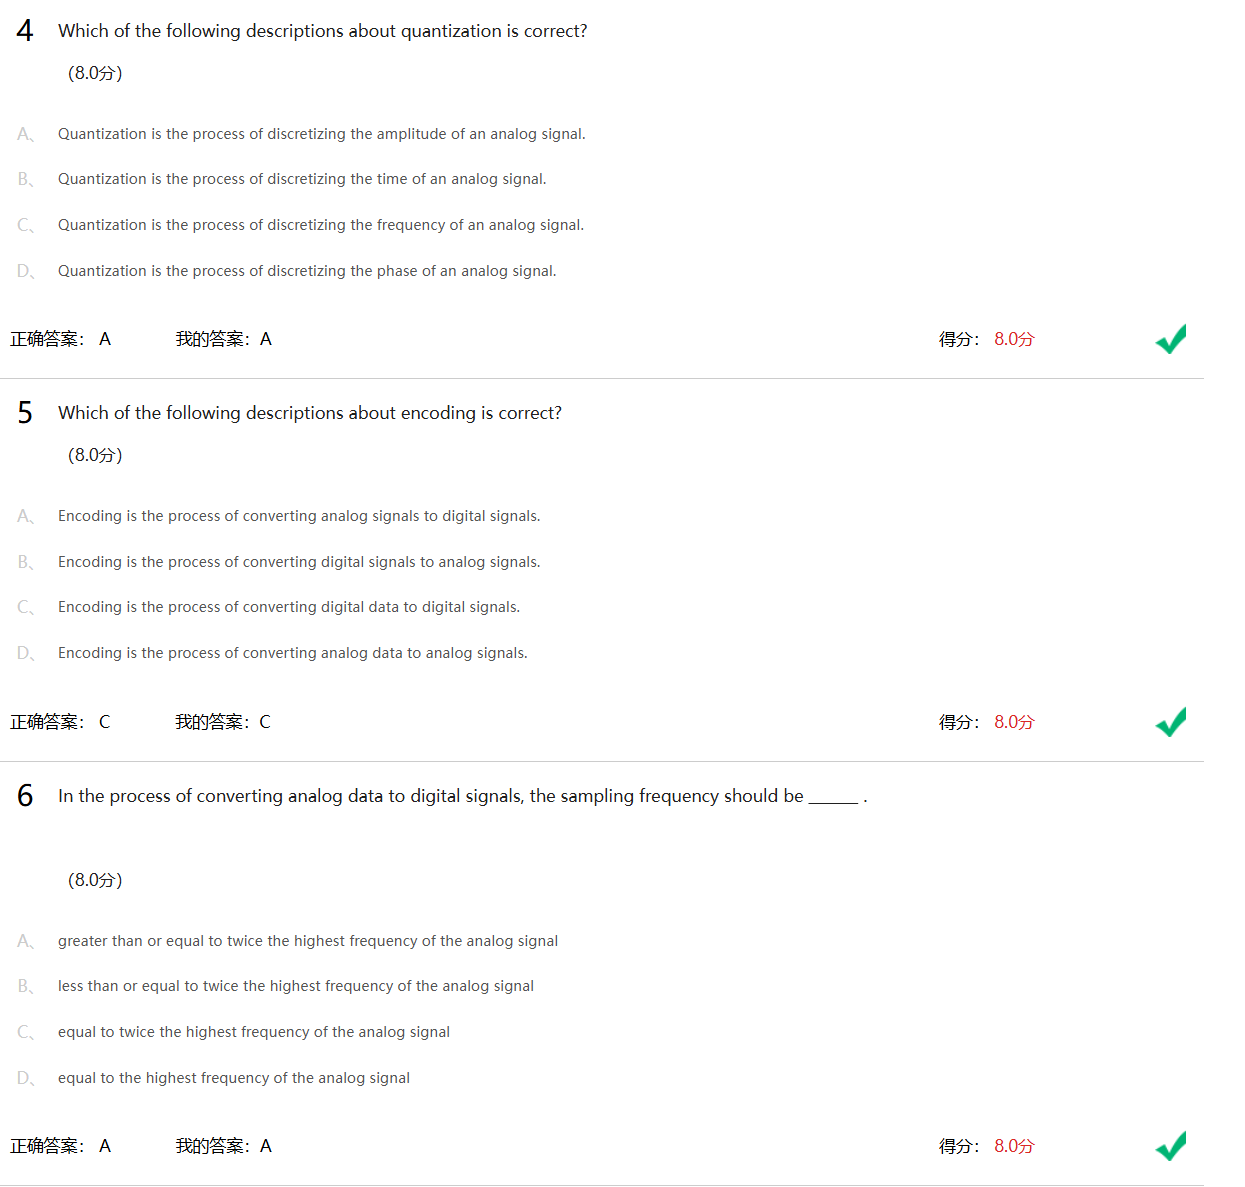 4 Which of the following descriptions about quantization is correct?
(8.0分)
A、 Quantization is the process of discretizing the amplitude of an analog signal.
B、 Quantization is the process of discretizing the time of an analog signal.
C、 Quantization is the process of discretizing the frequency of an analog signal.
D、 Quantization is the process of discretizing the phase of an analog signal.
正确答案： A 我的答案：A 得分： 8.0分
5 Which of the following descriptions about encoding is correct?
(8.0分)
A、 Encoding is the process of converting analog signals to digital signals.
B、 Encoding is the process of converting digital signals to analog signals.
C、 Encoding is the process of converting digital data to digital signals.
D、 Encoding is the process of converting analog data to analog signals.
正确答案： C 我的答案：C 得分： 8.0分
6 In the process of converting analog data to digital signals, the sampling frequency should be ______ .
(8.0分)
A、 greater than or equal to twice the highest frequency of the analog signal
B、 less than or equal to twice the highest frequency of the analog signal
C、 equal to twice the highest frequency of the analog signal
D、 equal to the highest frequency of the analog signal
正确答案： A 我的答案：A 得分： 8.0分